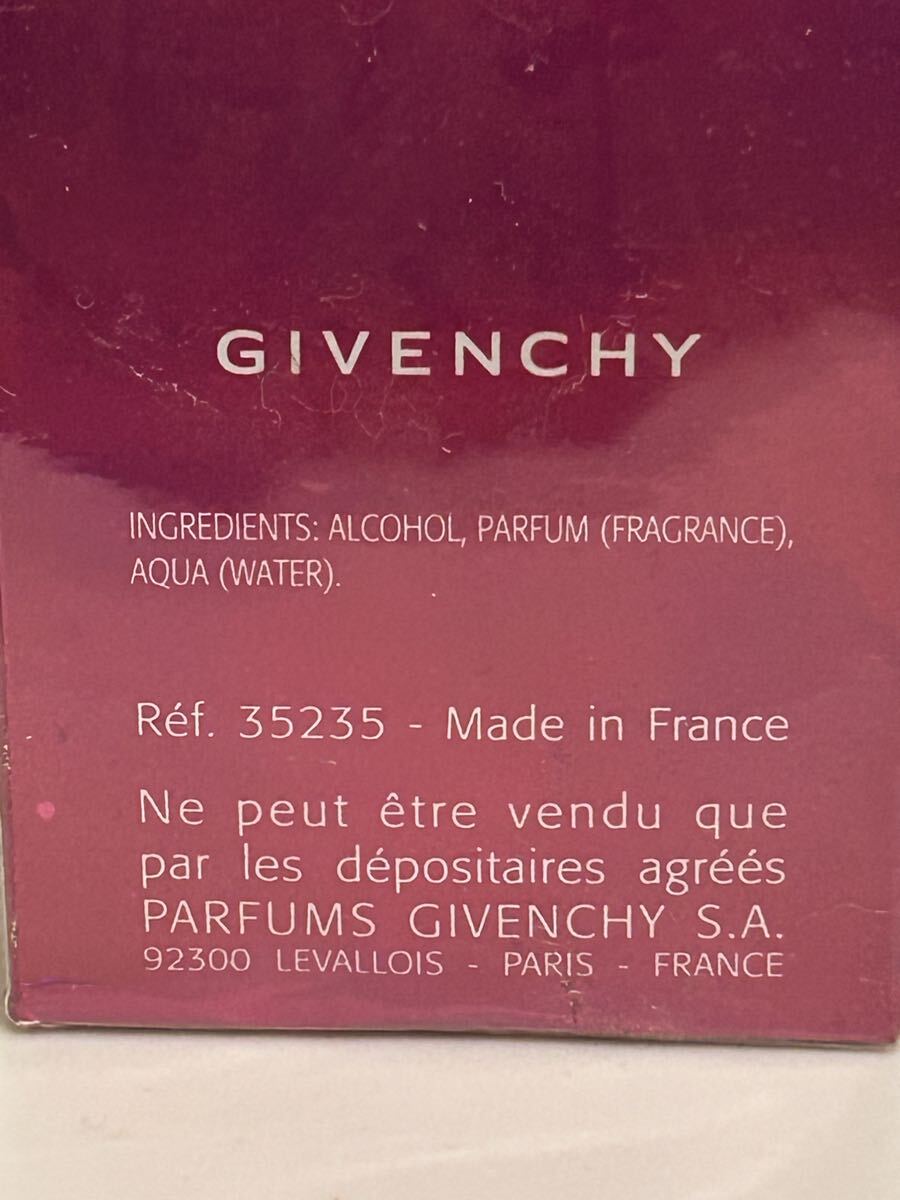 GIVENCHY
INGREDIENTS: ALCOHOL, PARFUM (FRAGRANCE),
AQUA (WATER).
Réf. 35235 - Made in France
Ne peut être vendu que
par les dépositaires agréés
PARFUMS GIVENCHY S.A.
92300 LEVALLOIS - PARIS - FRANCE